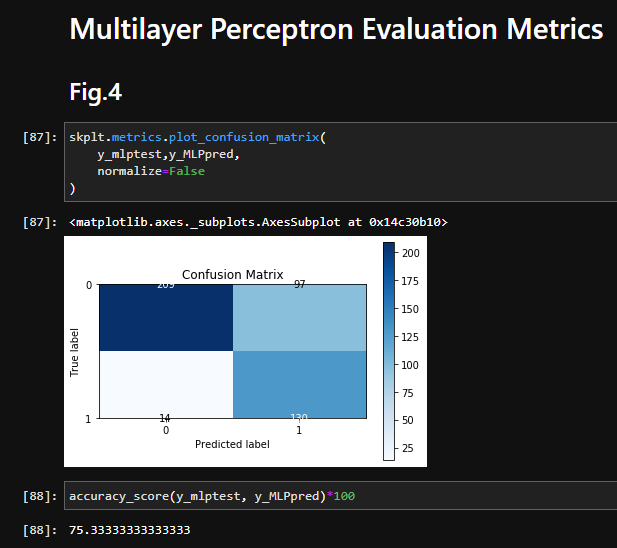 Multilayer Perceptron Evaluation Metrics
Fig.4
[87]: skplt.metrics.plot_confusion_matrix(
y_mlptest,y_MLPpred,
normalize=False
)
[87]: <matplotlib.axes._subplots.AxesSubplot at 0x14c30b10>
Confusion Matrix
True label
0
1
209 97
14 130
0 1
Predicted label
200
175
150
125
100
75
50
25
[88]: accuracy_score(y_mlptest, y_MLPpred)*100
[88]: 75.33333333333333